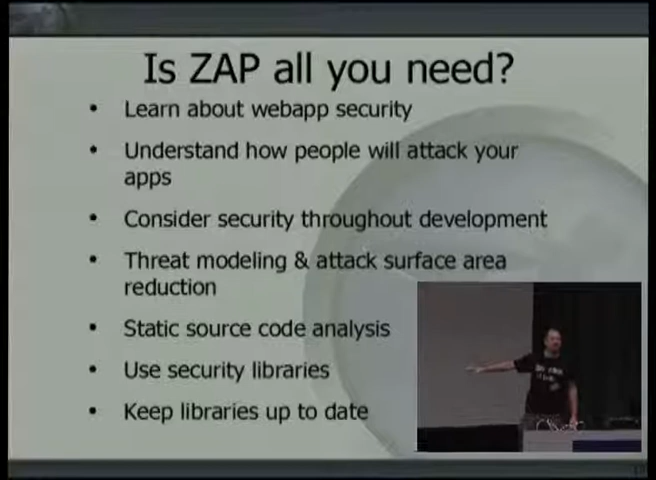 Is ZAP all you need?
• Learn about webapp security
• Understand how people will attack your
apps
• Consider security throughout development
• Threat modeling & attack surface area
reduction
• Static source code analysis
• Use security libraries
• Keep libraries up to date